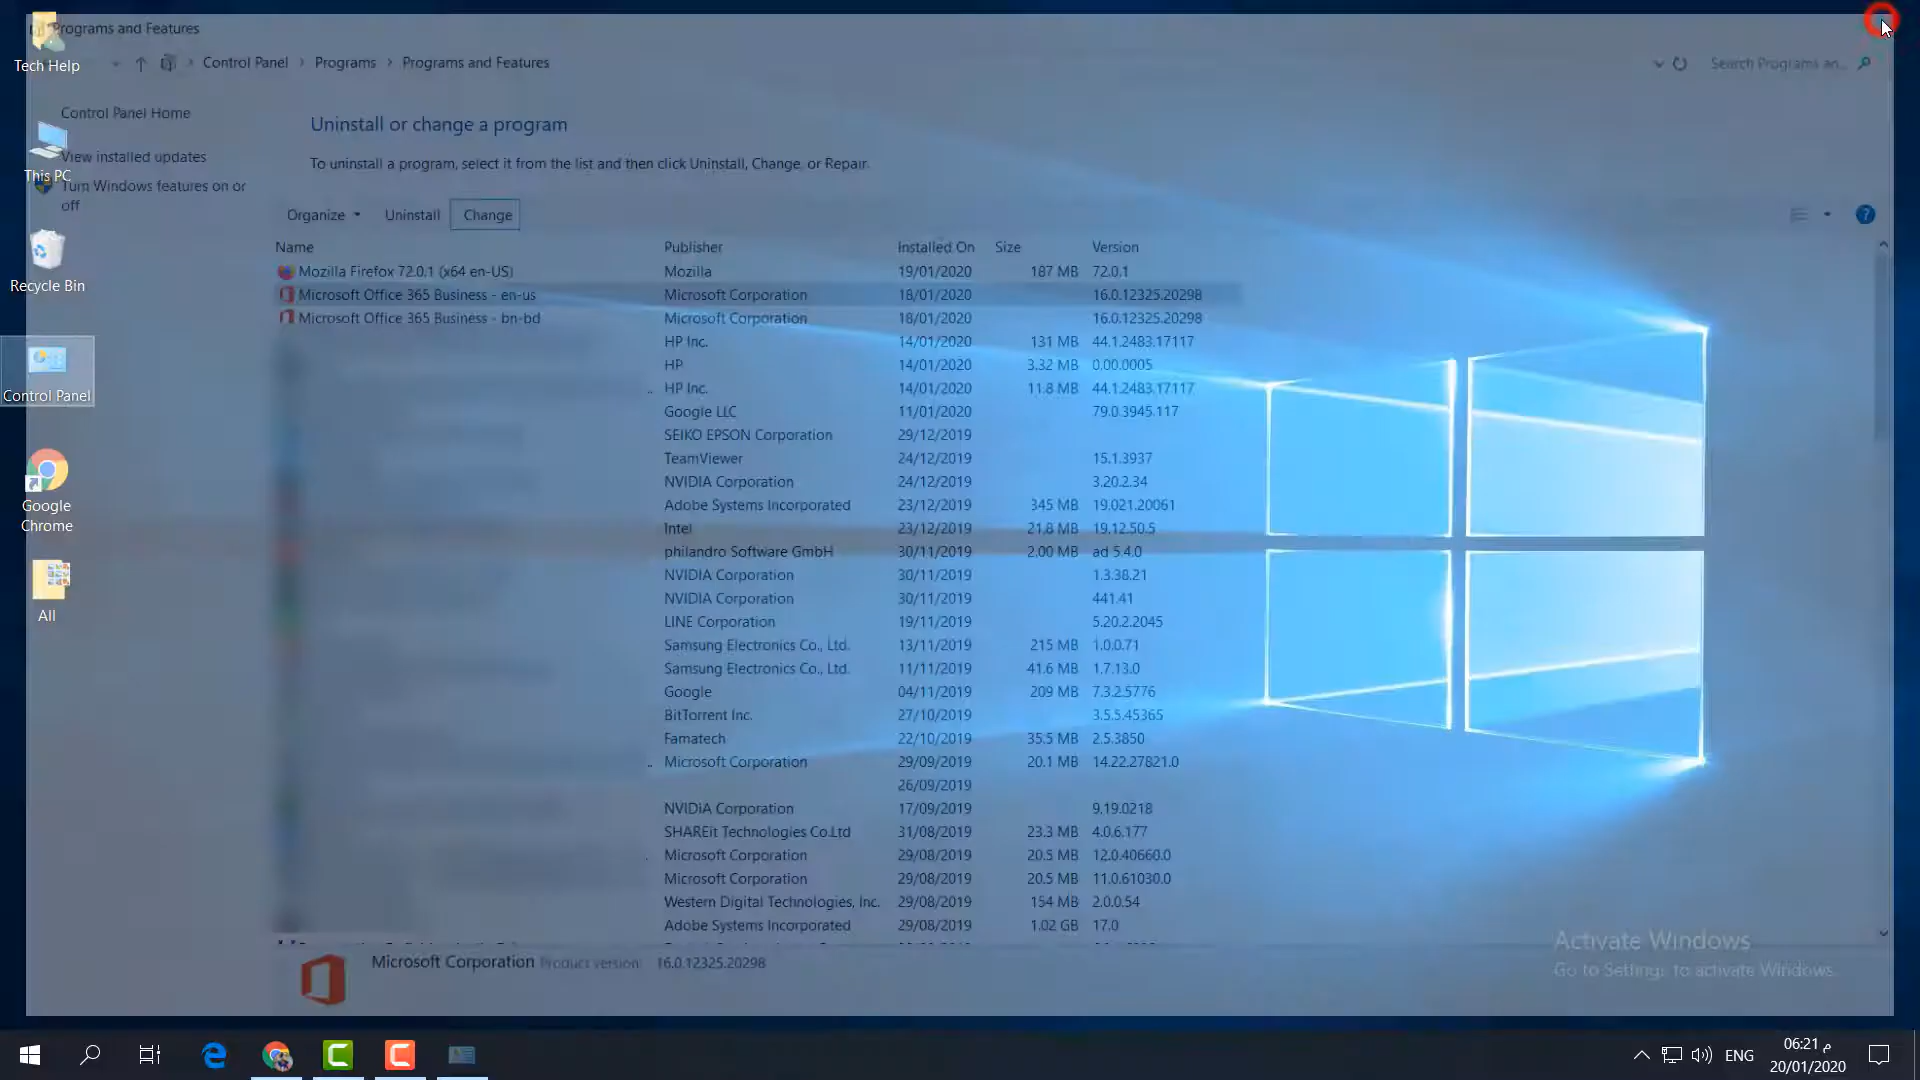 Programs and Features
Control Panel Programs Programs and Features
Search Programs an...
Tech Help
This PC
Recycle Bin
Control Panel
Google
Chrome
All
Control Panel Home
View installed updates
Turn Windows features on or
off
Uninstall or change a program
To uninstall a program, select it from the list and then click Uninstall, Change, or Repair.
Organize Uninstall Change
Name Publisher Installed On Size Version
Mozilla Firefox 72.0.1 (x64 en-US) Mozilla 19/01/2020 187 MB 72.0.1
Microsoft Office 365 Business - en-us Microsoft Corporation 18/01/2020 16.0.12325.20298
Microsoft Office 365 Business - bn-bd Microsoft Corporation 18/01/2020 16.0.12325.20298
HP Inc. 14/01/2020 131 MB 44.1.2483.17117
HP 14/01/2020 3.32 MB 0.00.0005
.. HP Inc. 14/01/2020 11.8 MB 44.1.2483.17117
Google LLC 11/01/2020 79.0.3945.117
SEIKO EPSON Corporation 29/12/2019
TeamViewer 24/12/2019 15.1.3937
NVIDIA Corporation 24/12/2019 3.20.2.34
Adobe Systems Incorporated 23/12/2019 345 MB 19.021.20061
Intel 23/12/2019 21.8 MB 19.12.50.5
philandro Software GmbH 30/11/2019 2.00 MB ad 5.4.0
NVIDIA Corporation 30/11/2019 1.3.38.21
NVIDIA Corporation 30/11/2019 441.41
LINE Corporation 19/11/2019 5.20.2.2045
Samsung Electronics Co., Ltd. 13/11/2019 215 MB 1.0.0.71
Samsung Electronics Co., Ltd. 11/11/2019 41.6 MB 1.7.13.0
Google 04/11/2019 209 MB 7.3.2.5776
BitTorrent Inc. 27/10/2019 3.5.5.45365
Famatech 22/10/2019 35.5 MB 2.5.3850
.. Microsoft Corporation 29/09/2019 20.1 MB 14.22.27821.0
26/09/2019
NVIDIA Corporation 17/09/2019 9.19.0218
SHAREit Technologies Co.Ltd 31/08/2019 23.3 MB 4.0.6.177
Microsoft Corporation 29/08/2019 20.5 MB 12.0.40660.0
Microsoft Corporation 29/08/2019 20.5 MB 11.0.61030.0
Western Digital Technologies, Inc. 29/08/2019 154 MB 2.0.0.54
Adobe Systems Incorporated 29/08/2019 1.02 GB 17.0
Microsoft Corporation Product version: 16.0.12325.20298
Activate Windows
Go to Settings to activate Windows.
ENG
06:21 م
20/01/2020